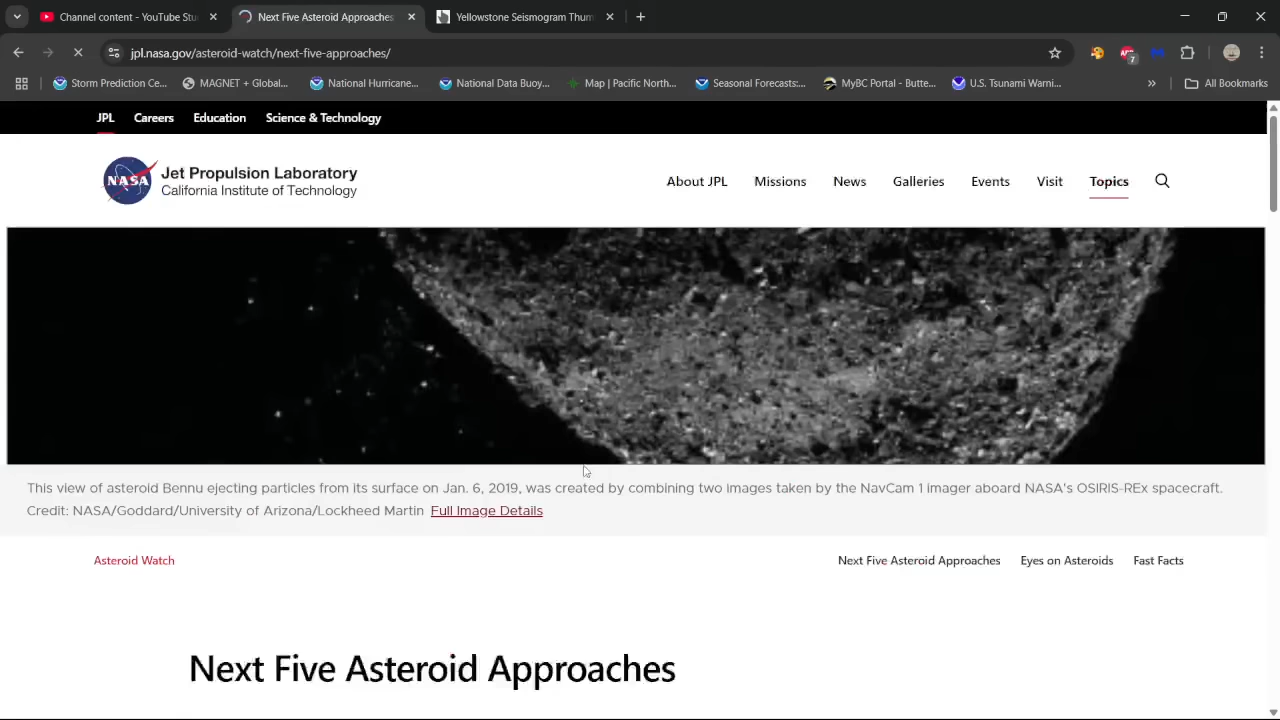 Channel content - YouTube Stu
Next Five Asteroid Approaches
Yellowstone Seismogram Thum
jpl.nasa.gov/asteroid-watch/next-five-approaches/
7
Storm Prediction Ce...
MAGNET + Global...
National Hurricane...
National Data Buoy...
Map | Pacific North...
Seasonal Forecasts:...
MyBC Portal - Butte...
U.S. Tsunami Warni...
»
All Bookmarks
JPL
Careers
Education
Science & Technology
NASA
Jet Propulsion Laboratory
California Institute of Technology
About JPL
Missions
News
Galleries
Events
Visit
Topics
This view of asteroid Bennu ejecting particles from its surface on Jan. 6, 2019, was created by combining two images taken by the NavCam 1 imager aboard NASA's OSIRIS-REx spacecraft.
Credit: NASA/Goddard/University of Arizona/Lockheed Martin Full Image Details
Asteroid Watch
Next Five Asteroid Approaches
Eyes on Asteroids
Fast Facts
Next Five Asteroid Approaches